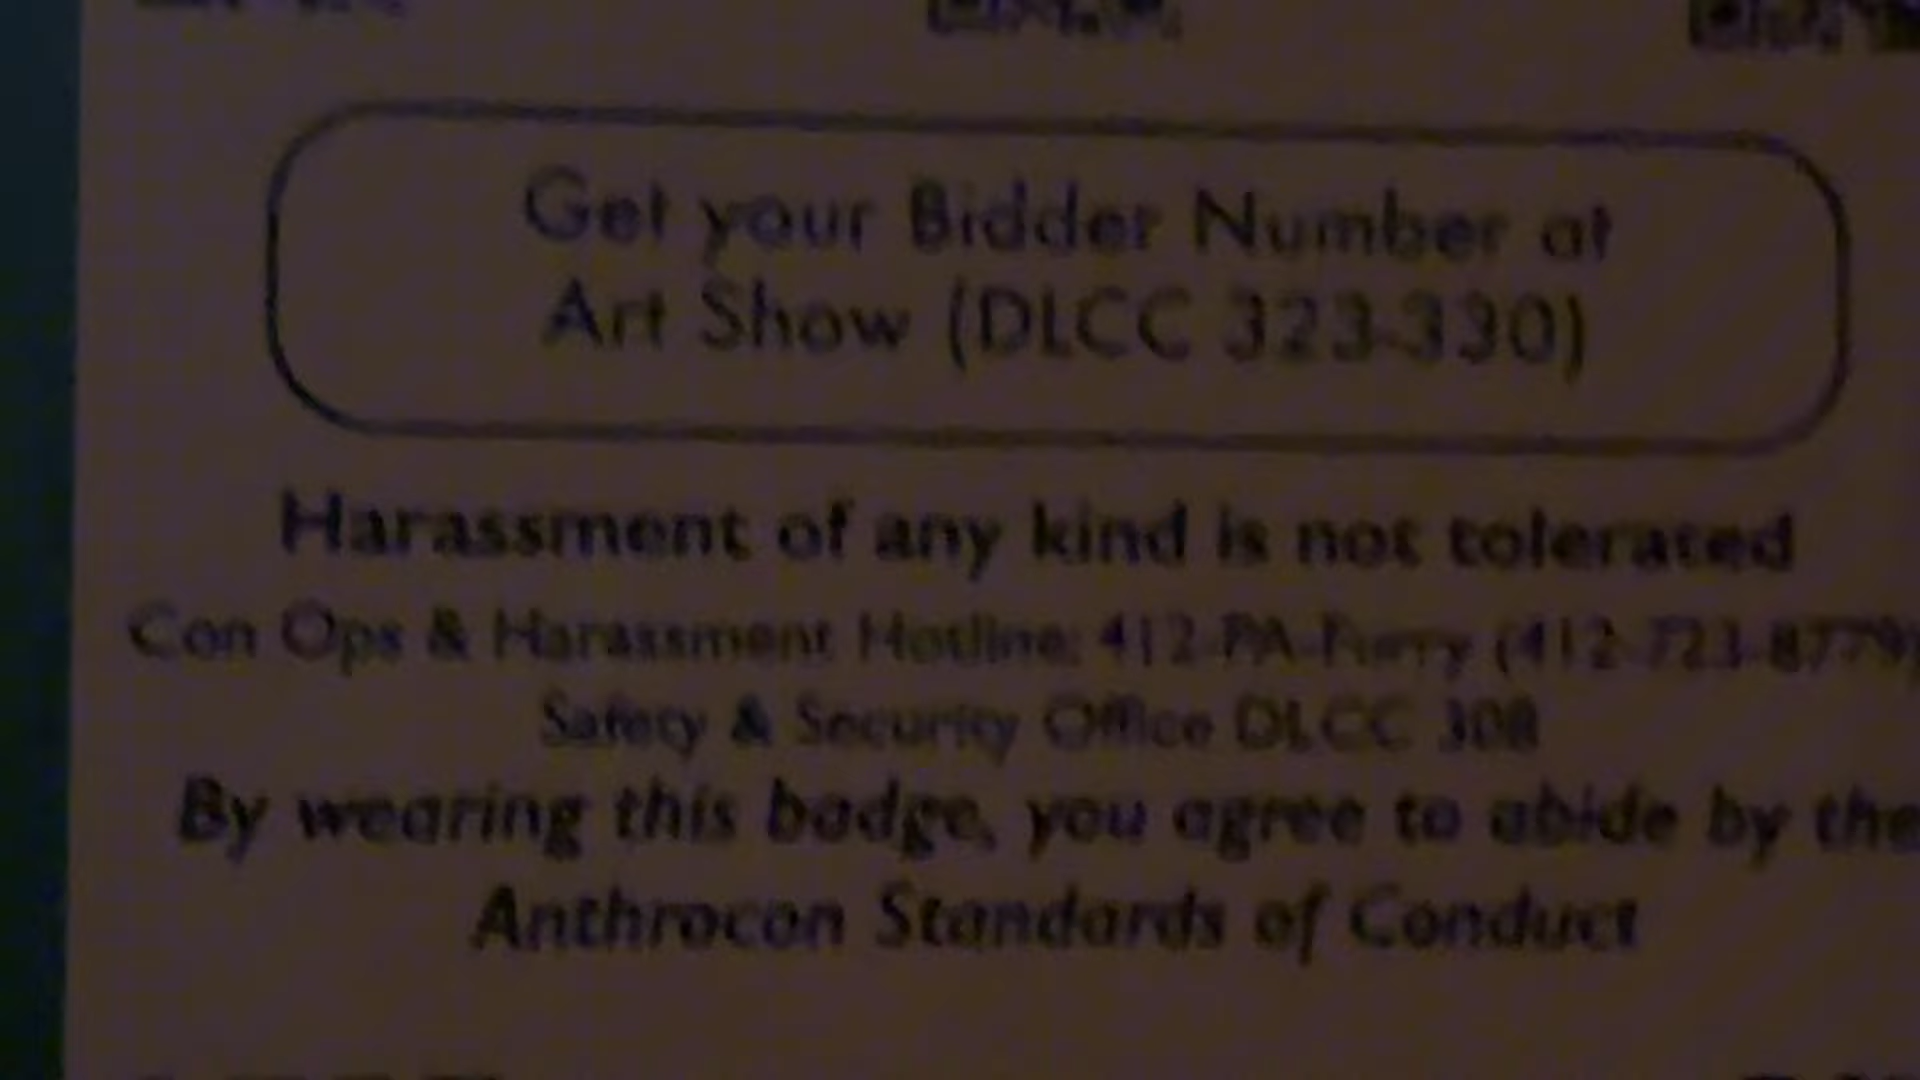 Get your Bidder Number at
Art Show (DLCC 323-330)
Harassment of any kind is not tolerated
Con Ops & Harassment Hotline: 412-PA-Furry (412-723-8779)
Safety & Security Office DLCC 308
By wearing this badge, you agree to abide by the
Anthrocon Standards of Conduct